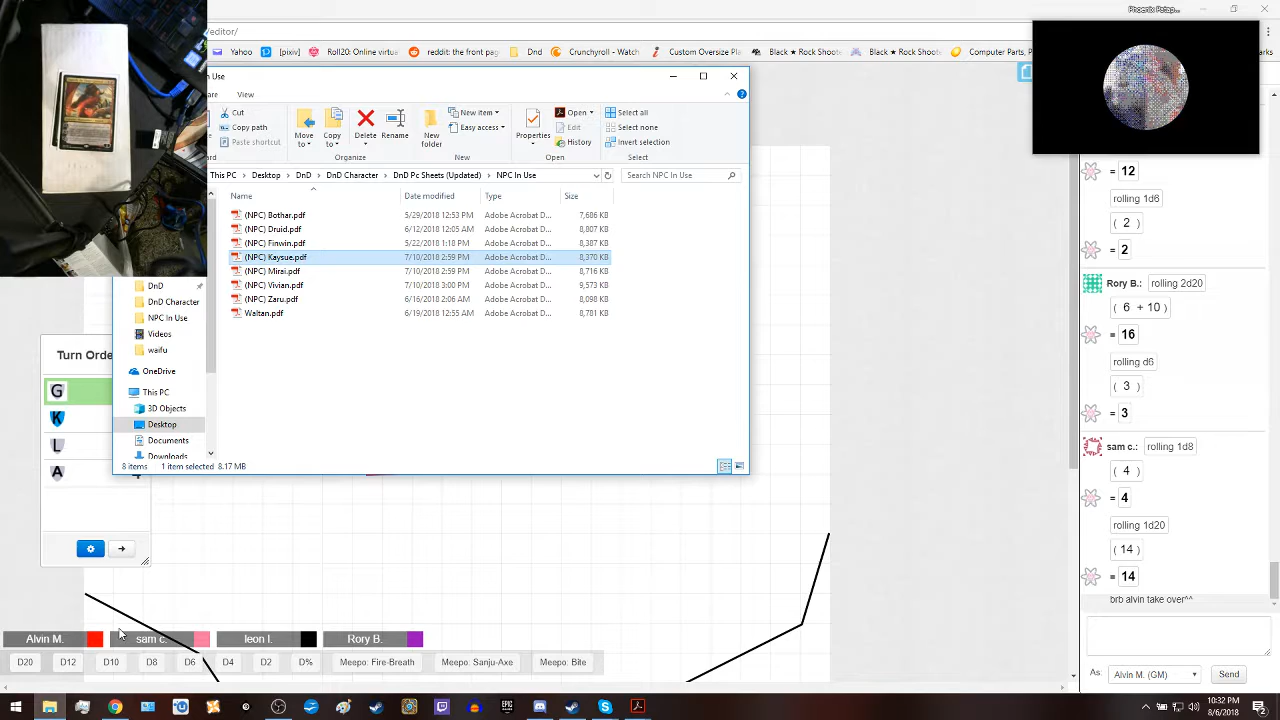 Phoenix Patap...
editor/
Yahoo
[pixiv]
Roll20: Online virtua
reddit: the front pag
Dnd
Crunchyroll - Watch
Custom Oversize Pla
Black ★ Rock Shoot
Black ★ Rock Shoot
Computer Parts, P
n Use
are
View
Cut
Copy path
Paste shortcut
Move to
Copy to
Delete
Rename
New folder
New item
Easy access
Properties
Open
Edit
History
Select all
Select none
Invert selection
Organize
New
Open
Select
This PC
Desktop
DnD
DnD Character
DnD Pc Sheets (Updated)
NPC In Use
Search NPC In Use
Name
Date modified
Type
Size
(NPC) Bothar.pdf 5/29/2018 12:53 PM Adobe Acrobat D... 7,686 KB
(NPC) Druid.pdf 6/12/2018 12:05 AM Adobe Acrobat D... 8,807 KB
(NPC) Finwin.pdf 5/22/2018 1:18 PM Adobe Acrobat D... 8,387 KB
(NPC) Kaysue.pdf 7/10/2018 2:59 PM Adobe Acrobat D... 8,370 KB
(NPC) Mirai.pdf 7/10/2018 2:59 PM Adobe Acrobat D... 8,716 KB
(NPC) Vivian.pdf 7/10/2018 3:00 PM Adobe Acrobat D... 9,573 KB
(NPC) Zaru.pdf 6/16/2018 2:06 AM Adobe Acrobat D... 8,098 KB
Waltan.pdf 6/19/2018 12:32 AM Adobe Acrobat D... 8,781 KB
DnD
DnD Character
NPC In Use
Videos
waifu
OneDrive
This PC
3D Objects
Desktop
Documents
Downloads
8 items 1 item selected 8.17 MB
Turn Orde
G
K
L
A
Alvin M.
sam c.
leon l.
Rory B.
D20
D12
D10
D8
D6
D4
D2
D%
Meepo: Fire-Breath
Meepo: Sanju-Axe
Meepo: Bite
= 12
rolling 1d6
( 2 )
= 2
Rory B.: rolling 2d20
( 6 + 10 )
= 16
rolling d6
( 3 )
= 3
sam c.: rolling 1d8
( 4 )
= 4
rolling 1d20
( 14 )
= 14
brb alvin take over^^
As:
Alvin M. (GM)
Send
10:32 PM
8/6/2018